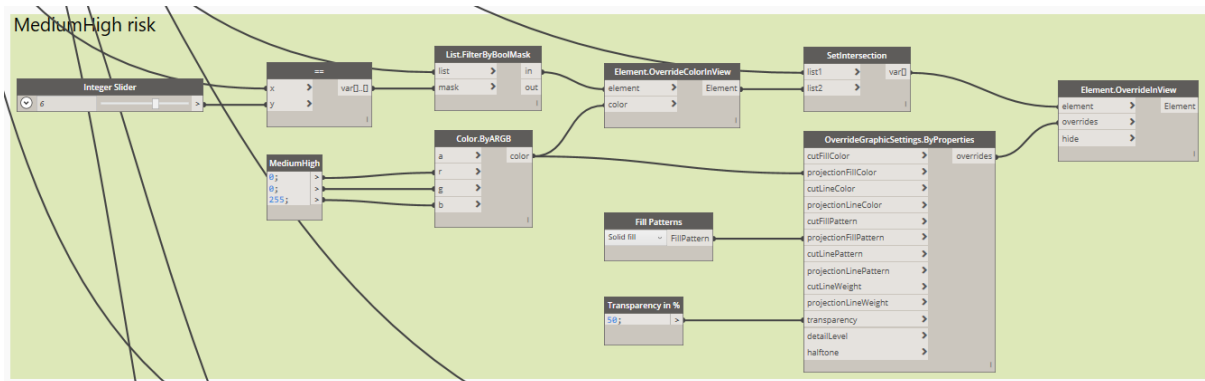 MediumHigh risk
Integer Slider
6 >
==
x > var[]..[]
y >
List.FilterByBoolMask
list > in
mask > out
Element.OverrideColorInView
element > Element
color >
SetIntersection
list1 > var[]
list2 >
Element.OverrideInView
element > Element
overrides >
hide >
MediumHigh
0; >
0; >
255; >
Color.ByARGB
a > color
r >
g >
b >
Fill Patterns
Solid fill FillPattern
Transparency in %
50; >
OverrideGraphicSettings.ByProperties
cutFillColor > overrides
projectionFillColor >
cutLineColor >
projectionLineColor >
cutFillPattern >
projectionFillPattern >
cutLinePattern >
projectionLinePattern >
cutLineWeight >
projectionLineWeight >
transparency >
detailLevel >
halftone >